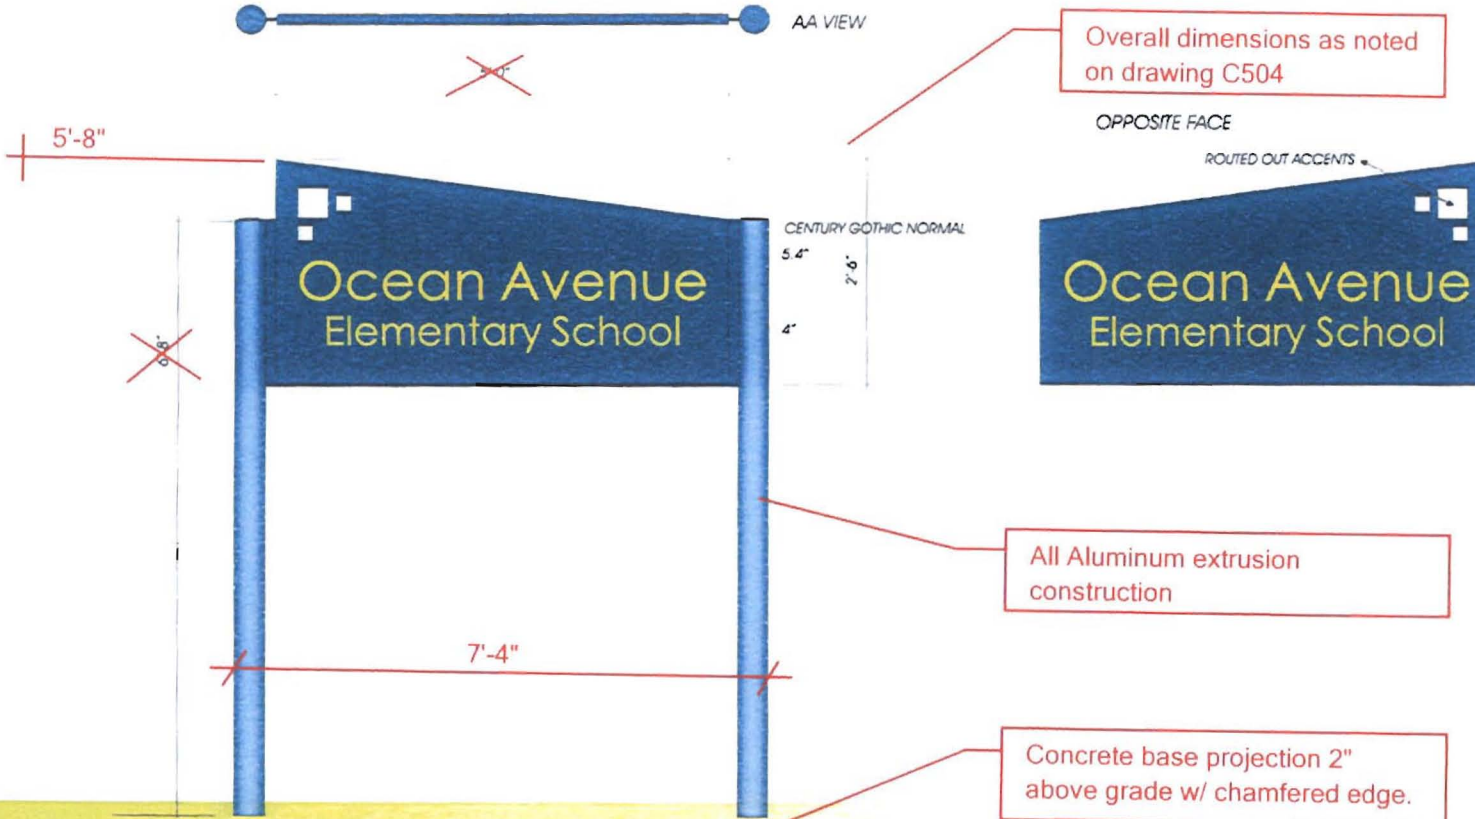 AA VIEW
Overall dimensions as noted
on drawing C504
OPPOSITE FACE
5'-8"
ROUTED OUT ACCENTS
CENTURY GOTHIC NORMAL
5.4"
2'-6"
4"
Ocean Avenue
Elementary School
Ocean Avenue
Elementary School
6'-8"
All Aluminum extrusion
construction
7'-4"
Concrete base projection 2"
above grade w/ chamfered edge.